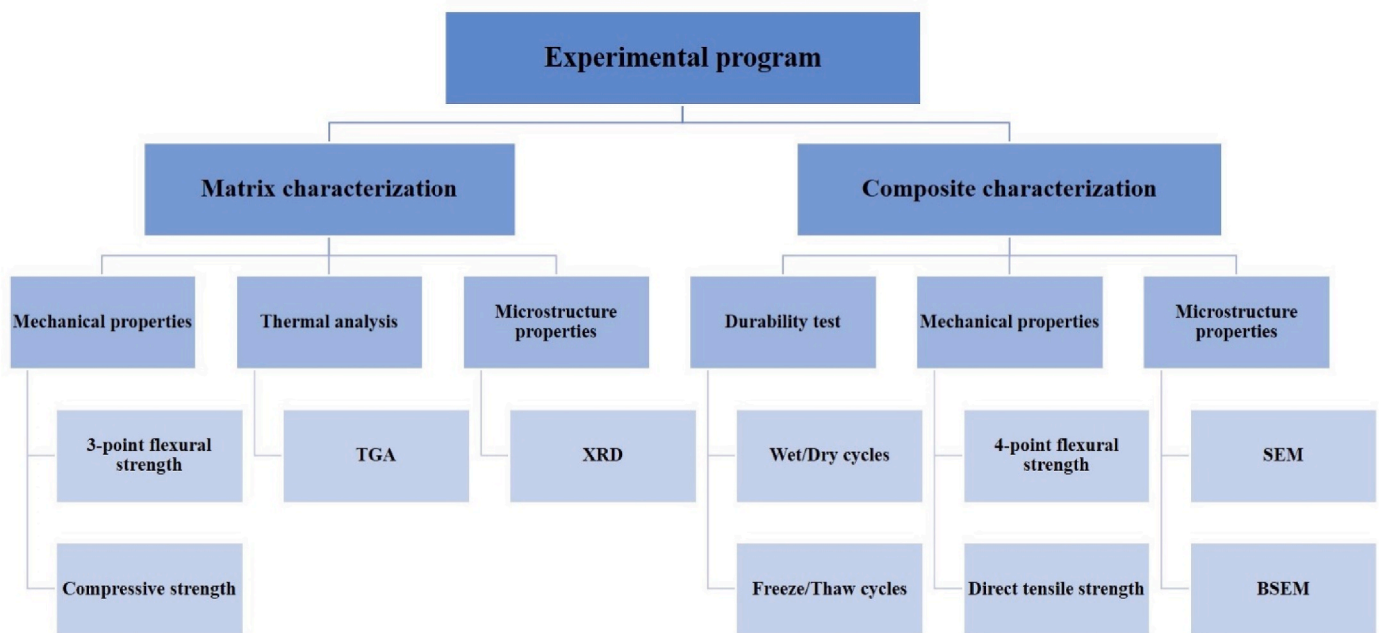 Experimental program
Matrix characterization
Composite characterization
Mechanical properties
Thermal analysis
Microstructure
properties
Durability test
Mechanical properties
Microstructure
properties
3-point flexural
strength
TGA
XRD
Wet/Dry cycles
4-point flexural
strength
SEM
Compressive strength
Freeze/Thaw cycles
Direct tensile strength
BSEM